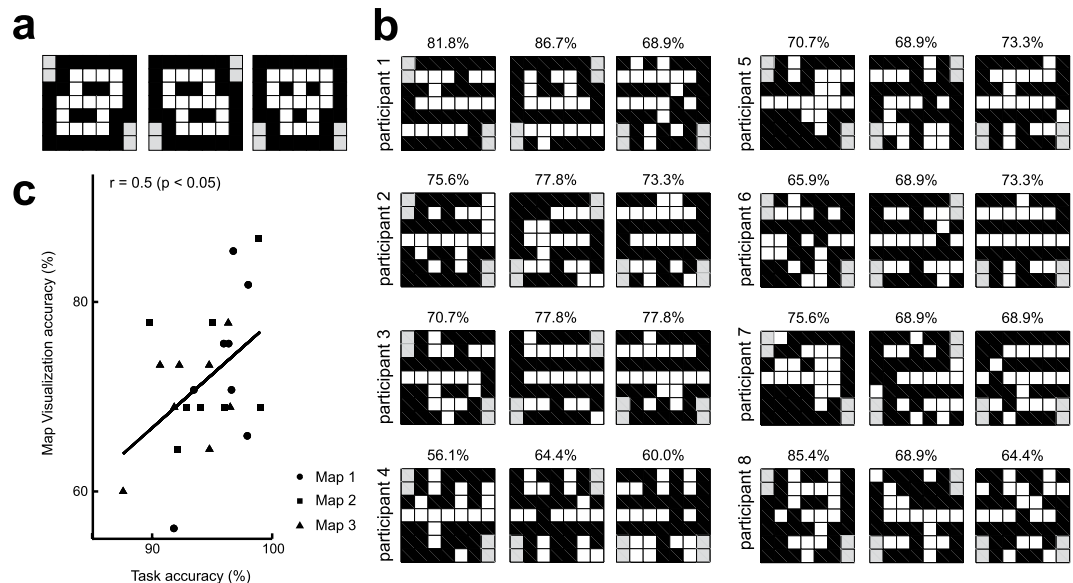 a
b
81.8% 86.7% 68.9%
participant 1
70.7% 68.9% 73.3%
participant 5
75.6% 77.8% 73.3%
participant 2
65.9% 68.9% 73.3%
participant 6
70.7% 77.8% 77.8%
participant 3
75.6% 68.9% 68.9%
participant 7
56.1% 64.4% 60.0%
participant 4
85.4% 68.9% 64.4%
participant 8
c
r = 0.5 (p < 0.05)
Map Visualization accuracy (%)
80
60
90 100
Task accuracy (%)
Map 1
Map 2
Map 3